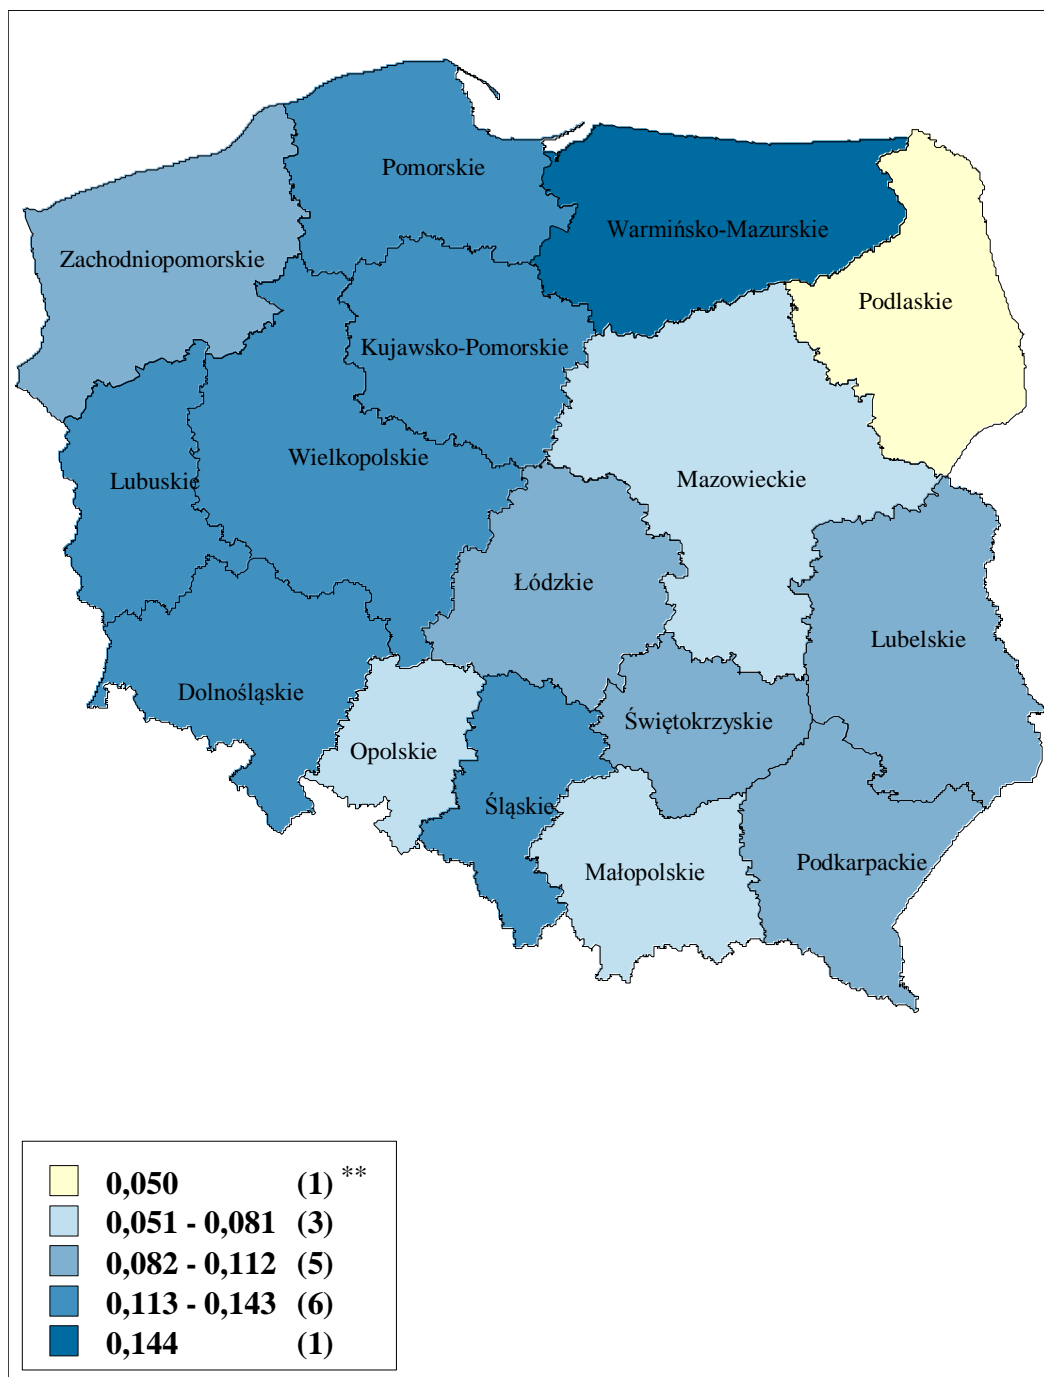 Pomorskie
Warmińsko-Mazurskie
Zachodniopomorskie
Podlaskie
Kujawsko-Pomorskie
Wielkopolskie
Lubuskie
Mazowieckie
Łódzkie
Lubelskie
Dolnośląskie
Świętokrzyskie
Opolskie
Śląskie
Podkarpackie
Małopolskie
0,050 (1) **
0,051 - 0,081 (3)
0,082 - 0,112 (5)
0,113 - 0,143 (6)
0,144 (1)